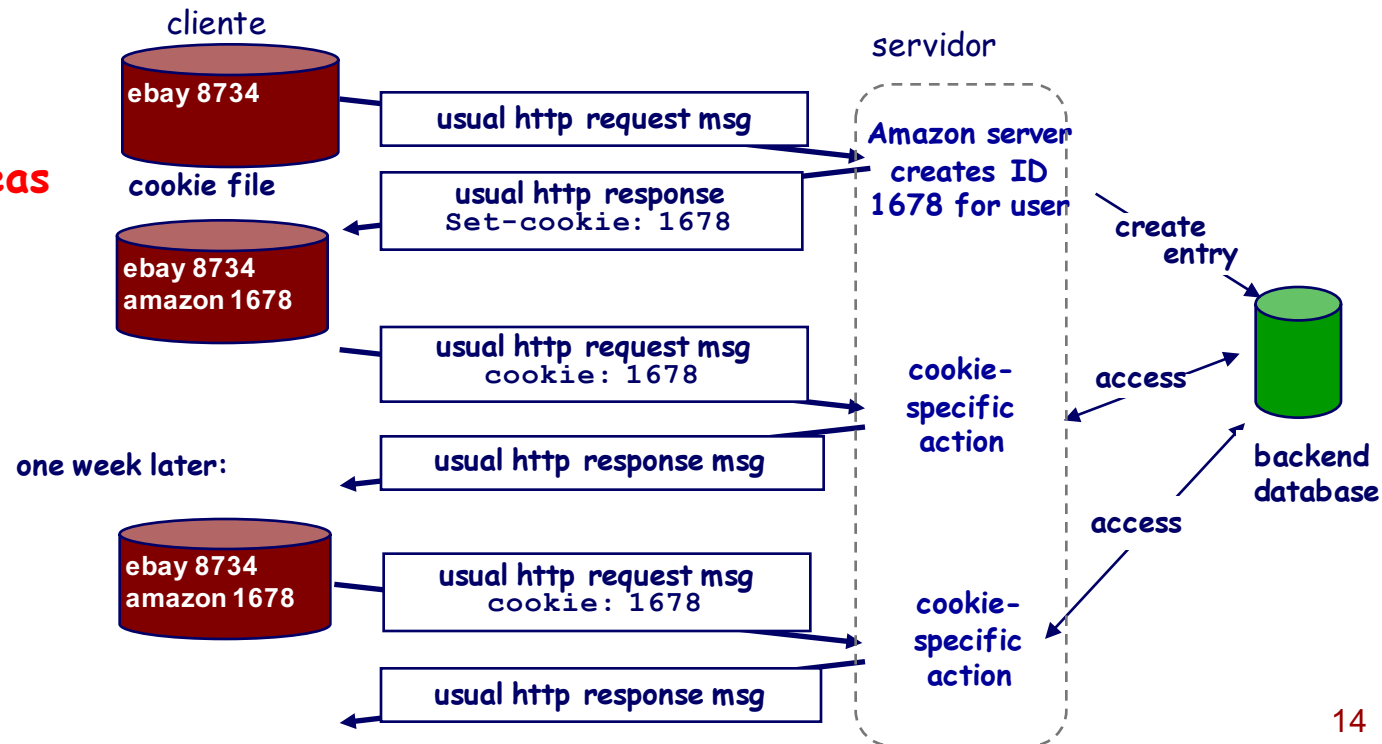 cliente
servidor
ebay 8734
usual http request msg
Amazon server
creates ID
1678 for user
cookie file
usual http response
Set-cookie: 1678
create
entry
ebay 8734
amazon 1678
usual http request msg
cookie: 1678
cookie-
specific
action
access
one week later:
usual http response msg
backend
database
access
ebay 8734
amazon 1678
usual http request msg
cookie: 1678
cookie-
specific
action
usual http response msg
14